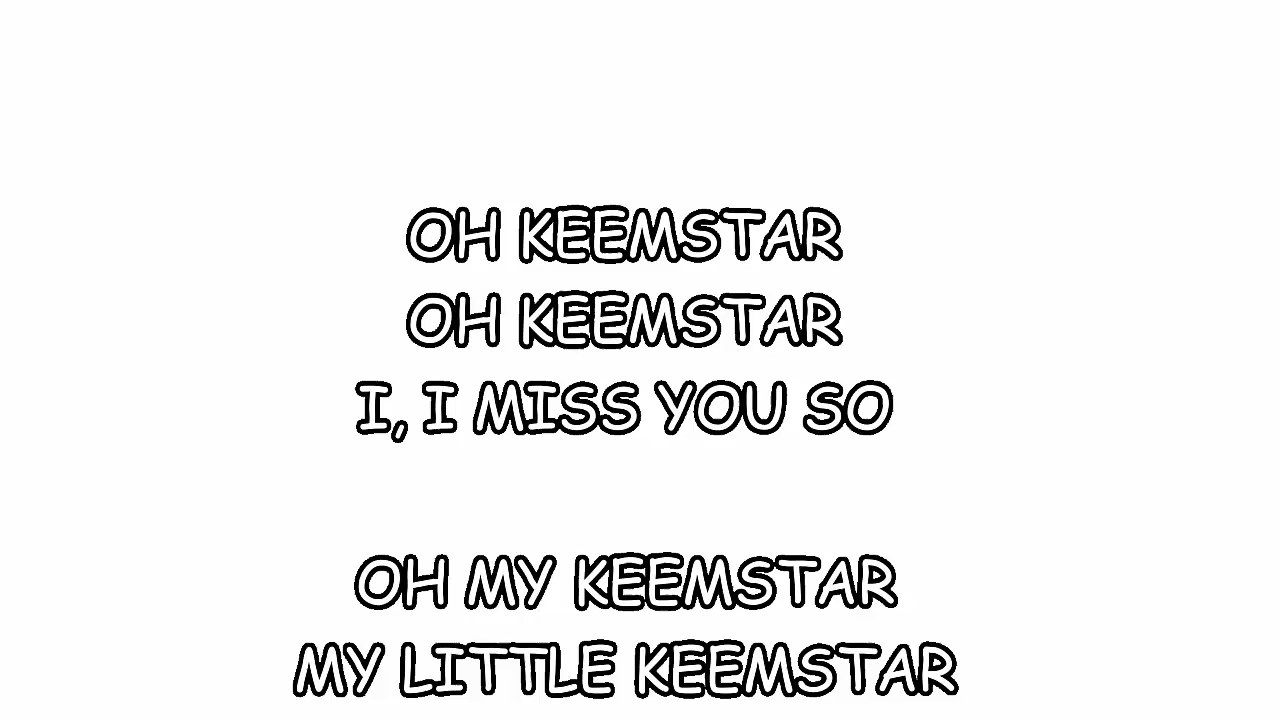 OH KEEMSTAR
OH KEEMSTAR
I, I MISS YOU SO
OH MY KEEMSTAR
MY LITTLE KEEMSTAR